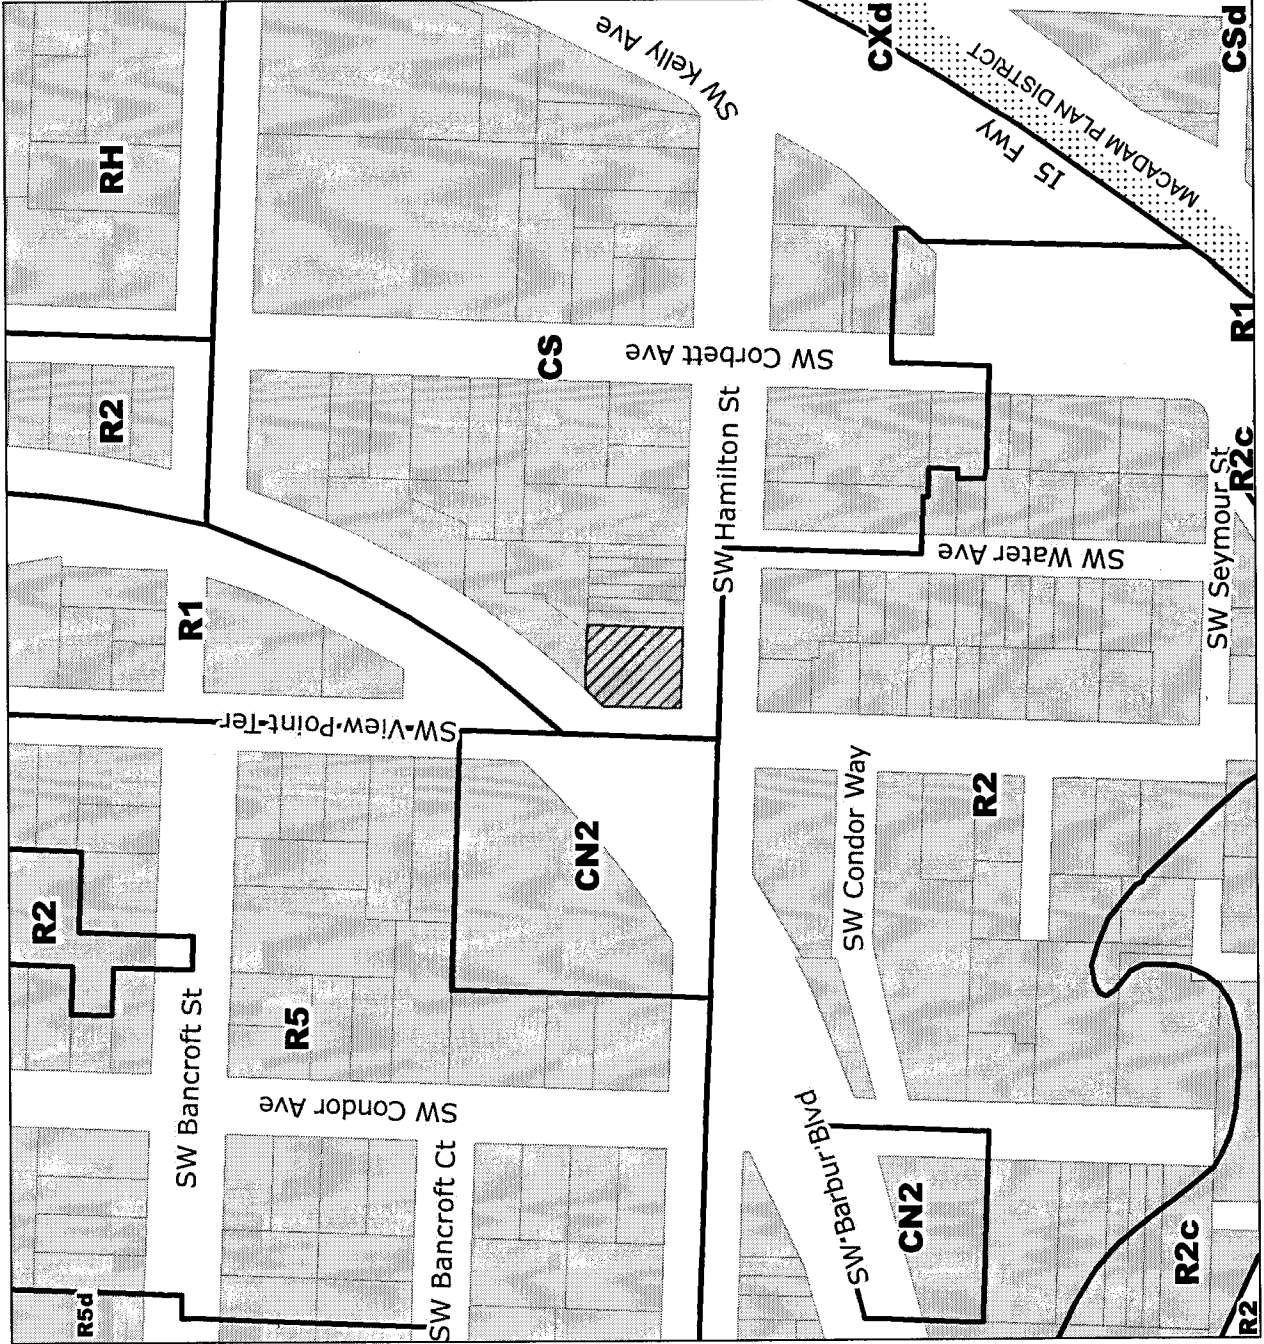 CXd
CSd
SW Kelly Ave
MACADAM PLAN DISTRICT
I5 Fwy
RH
R1
CS
SW Corbett Ave
R2
SW Hamilton St
R2c
SW Seymour St
SW Water Ave
R1
SW View Point Ter
SW Condor Way
R2
CN2
R2
SW Bancroft St
R5
SW Condor Ave
SW Barbur Blvd
SW Bancroft Ct
CN2
R2c
R5d
R2